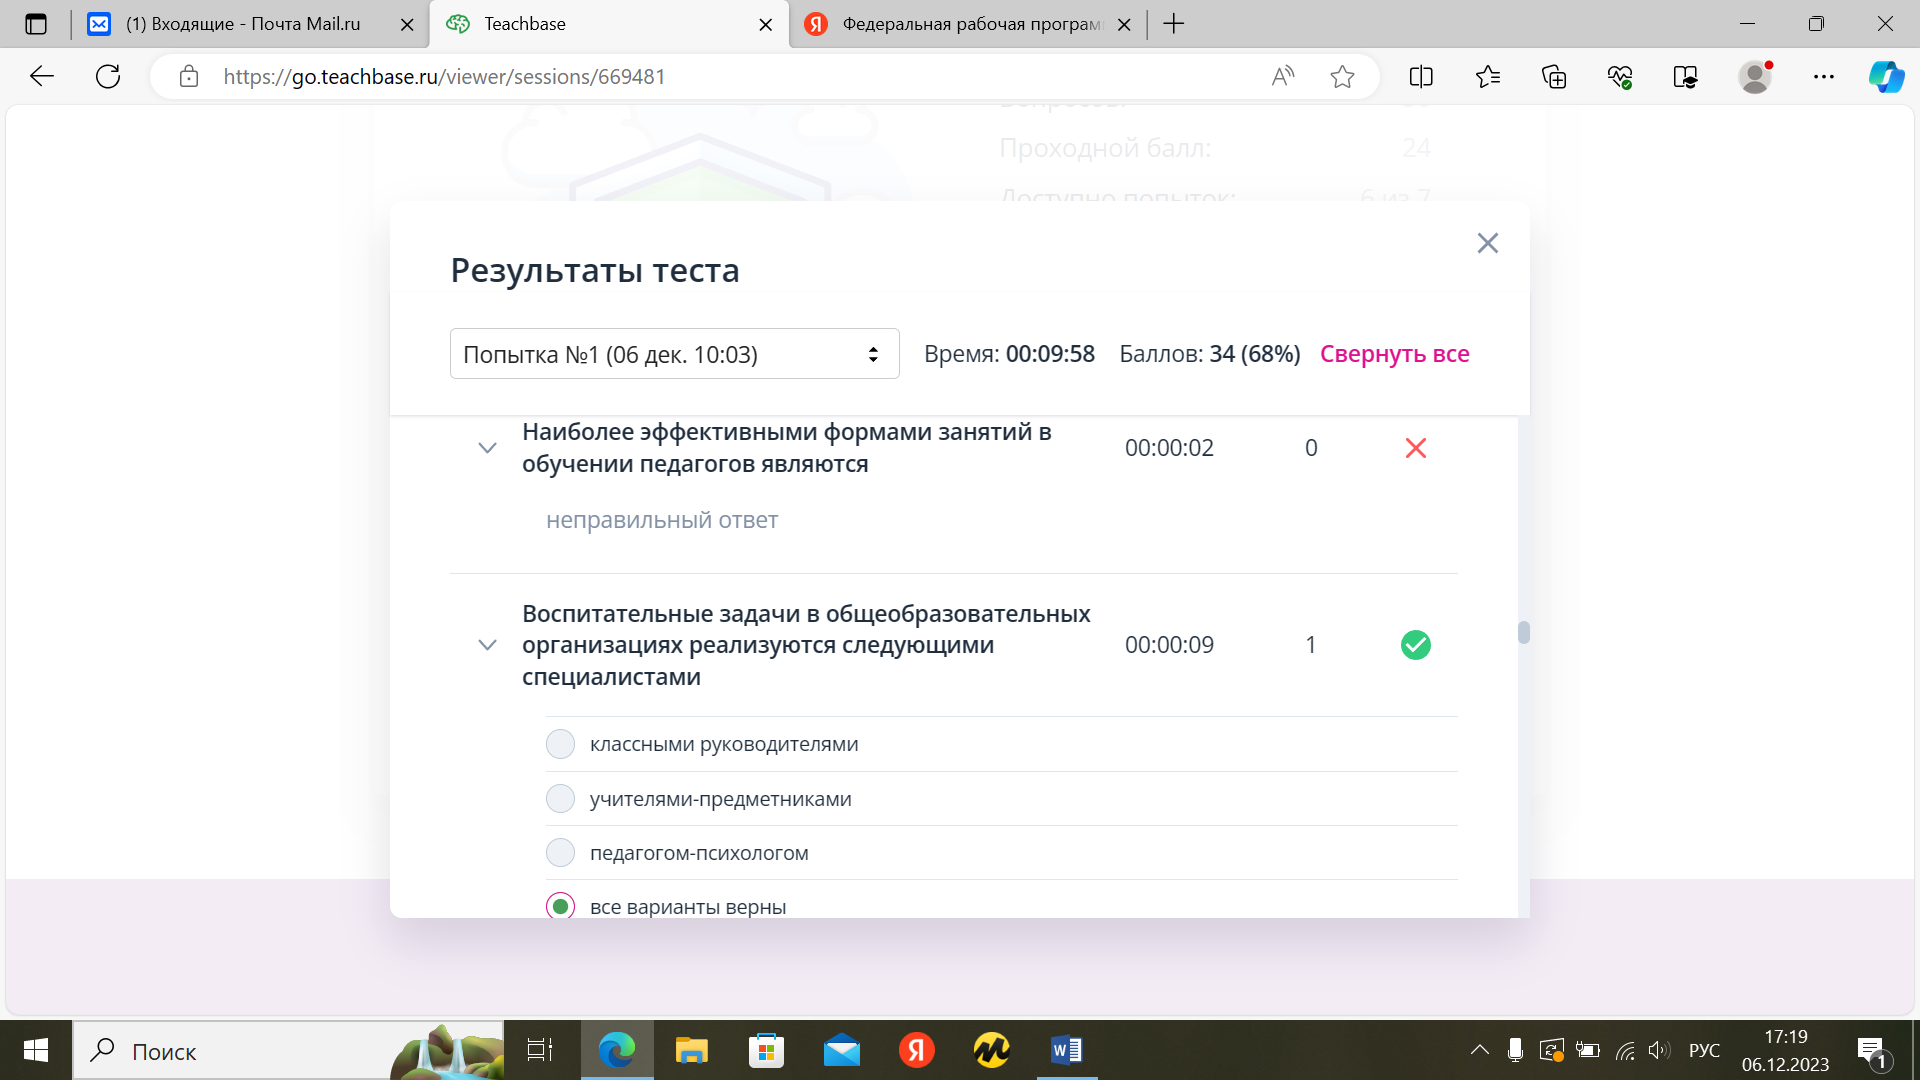 (1) Входящие - Почта Mail.ru
Teachbase
Федеральная рабочая програм
https://go.teachbase.ru/viewer/sessions/669481
Проходной балл: 24
Доступно попыток: 6 из 7
Результаты теста
Попытка №1 (06 дек. 10:03) Время: 00:09:58 Баллов: 34 (68%) Свернуть все
Наиболее эффективными формами занятий в
обучении педагогов являются
00:00:02 0
неправильный ответ
Воспитательные задачи в общеобразовательных
организациях реализуются следующими
специалистами
00:00:09 1
классными руководителями
учителями-предметниками
педагогом-психологом
все варианты верны
Поиск
РУС
17:19
06.12.2023
1